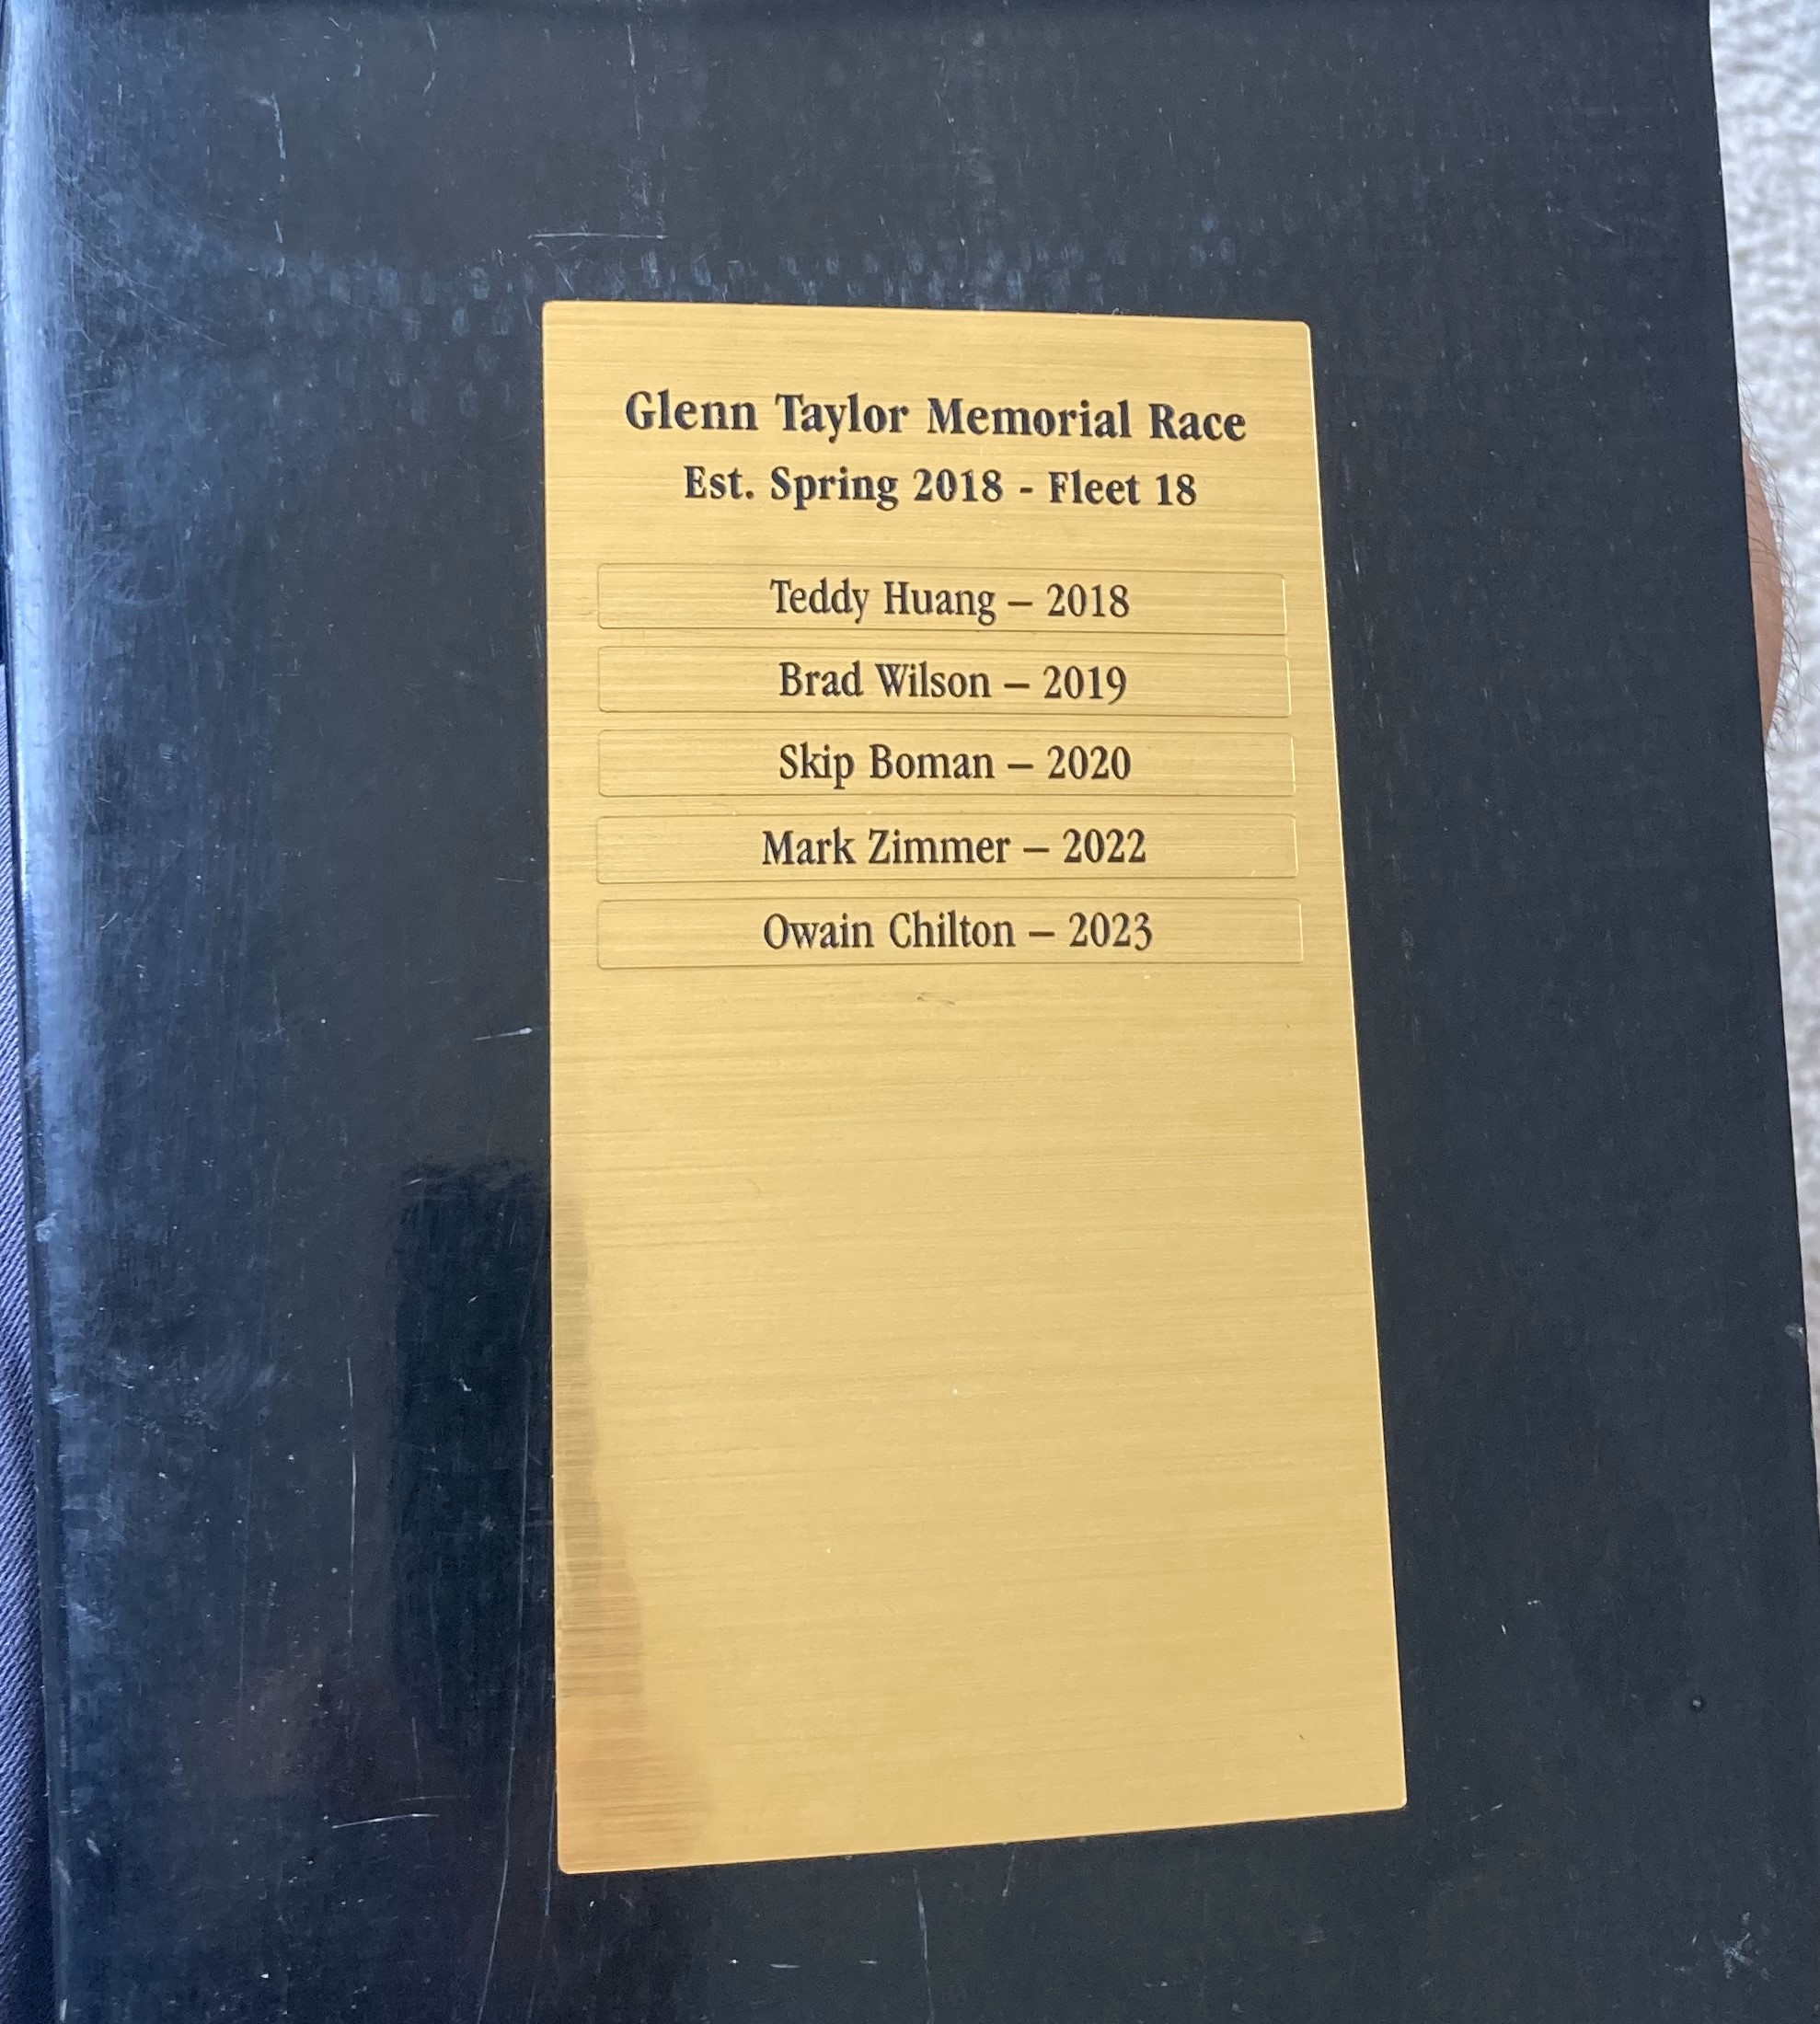 Glenn Taylor Memorial Race
Est. Spring 2018 - Fleet 18
Teddy Huang – 2018
Brad Wilson – 2019
Skip Boman – 2020
Mark Zimmer – 2022
Owain Chilton – 2023